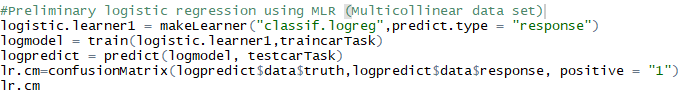 #Preliminary logistic regression using MLR (Multicollinear data set)
logistic.learner1 = makeLearner("classif.logreg",predict.type = "response")
logmodel = train(logistic.learner1,traincarTask)
logpredict = predict(logmodel, testcarTask)
lr.cm=confusionMatrix(logpredict$data$truth,logpredict$data$response, positive = "1")
lr.cm